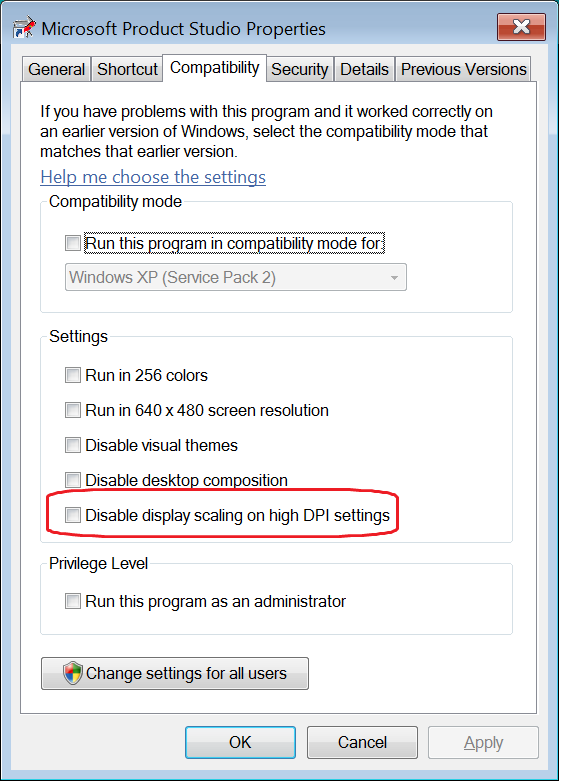 Microsoft Product Studio Properties
General Shortcut Compatibility Security Details Previous Versions
If you have problems with this program and it worked correctly on
an earlier version of Windows, select the compatibility mode that
matches that earlier version.
Help me choose the settings
Compatibility mode
Run this program in compatibility mode for:
Windows XP (Service Pack 2)
Settings
Run in 256 colors
Run in 640 x 480 screen resolution
Disable visual themes
Disable desktop composition
Disable display scaling on high DPI settings
Privilege Level
Run this program as an administrator
Change settings for all users
OK Cancel Apply